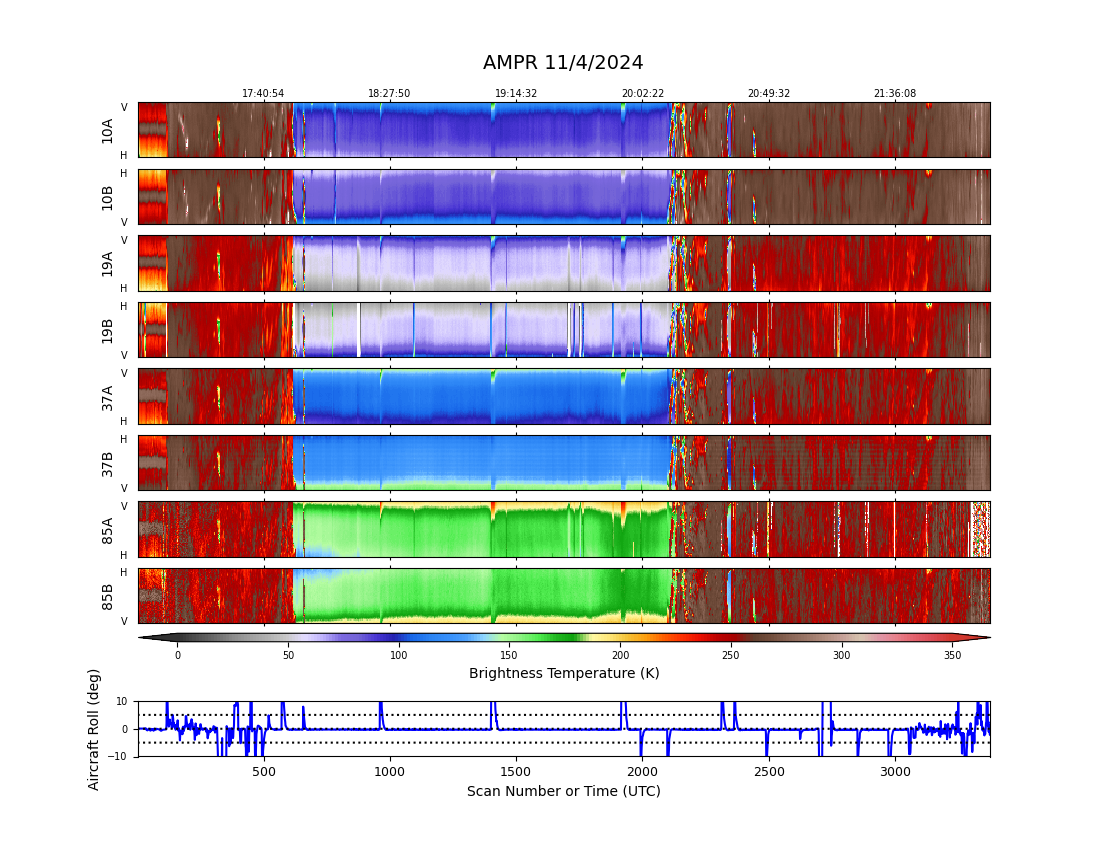 AMPR 11/4/2024
17:40:54 18:27:50 19:14:32 20:02:22 20:49:32 21:36:08
V
10A
H
H
10B
V
V
19A
H
H
19B
V
V
37A
H
H
37B
V
V
85A
H
H
85B
V
0 50 100 150 200 250 300 350
Brightness Temperature (K)
Aircraft Roll (deg)
10
0
−10
500 1000 1500 2000 2500 3000
Scan Number or Time (UTC)